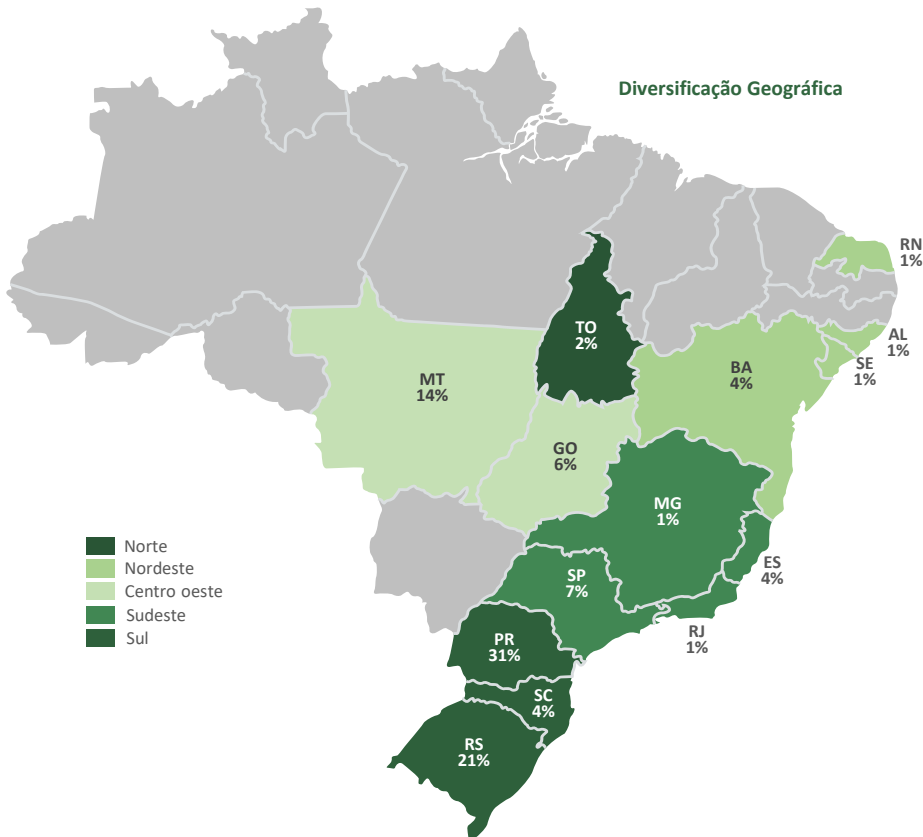 Diversificação Geográfica
RN
1%
TO
2%
AL
1%
SE
1%
BA
4%
MT
14%
GO
6%
MG
1%
ES
4%
SP
7%
RJ
1%
PR
31%
SC
4%
RS
21%
Norte
Nordeste
Centro oeste
Sudeste
Sul